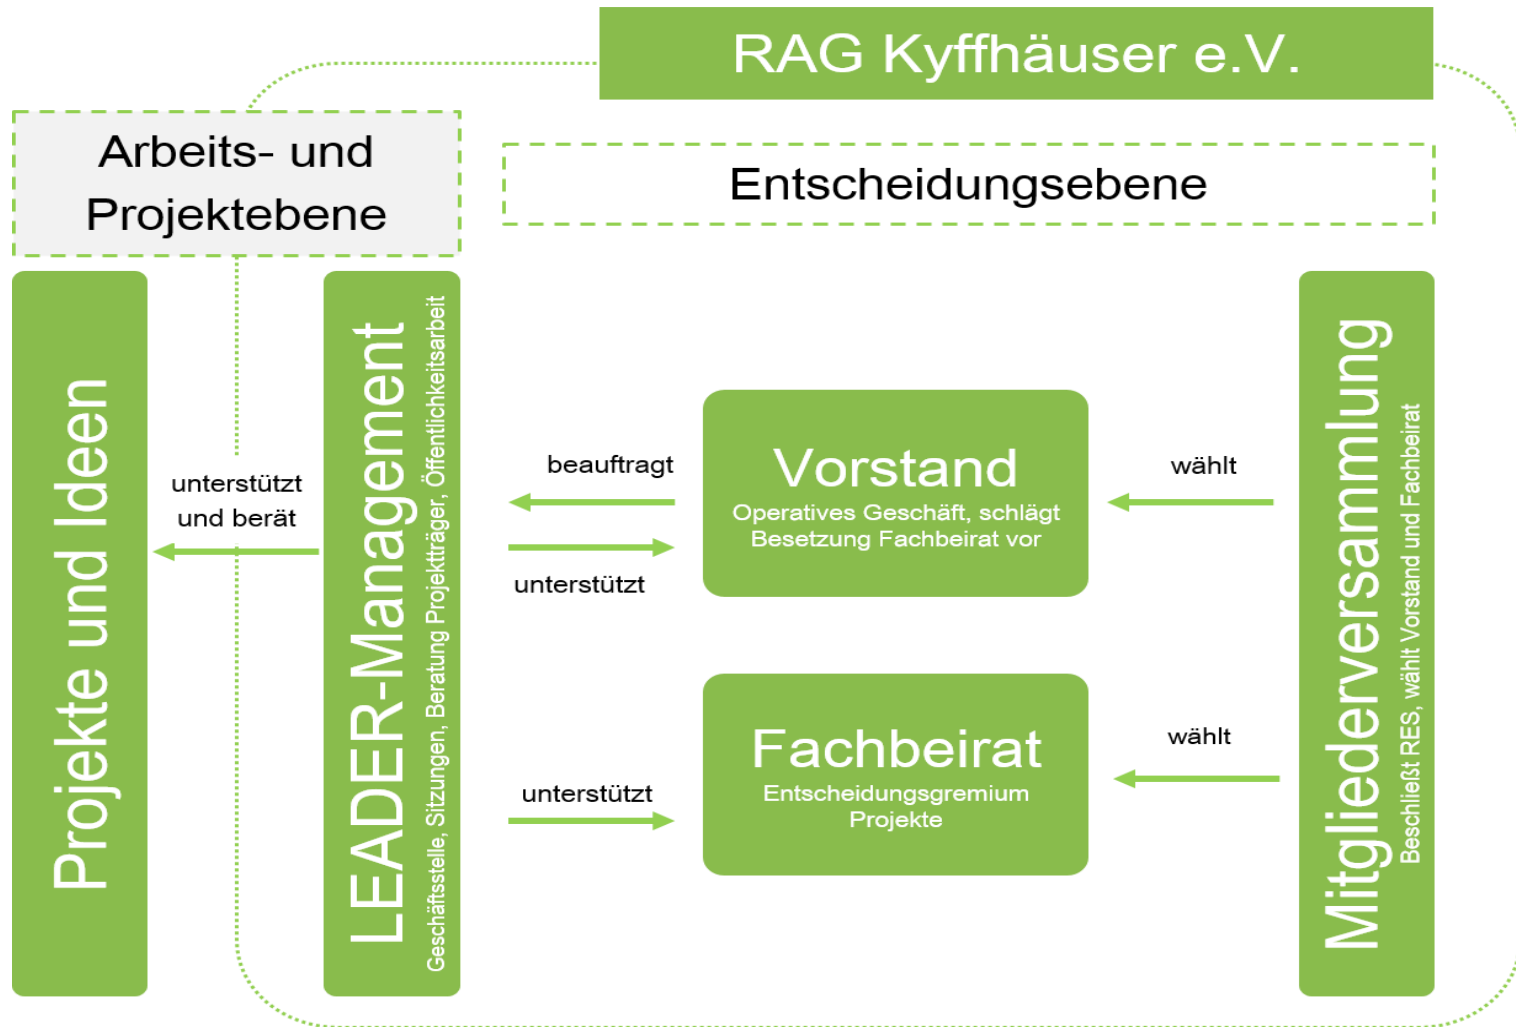 RAG Kyffhäuser e.V.
Arbeits- und
Projektebene
Entscheidungsebene
Projekte und Ideen
unterstützt
und berät
LEADER-Management
Geschäftsstelle, Sitzungen, Beratung Projektträger, Öffentlichkeitsarbeit
beauftragt
unterstützt
unterstützt
Vorstand
Operatives Geschäft, schlägt
Besetzung Fachbeirat vor
Fachbeirat
Entscheidungsgremium
Projekte
wählt
wählt
Mitgliederversammlung
Beschließt RES, wählt Vorstand und Fachbeirat